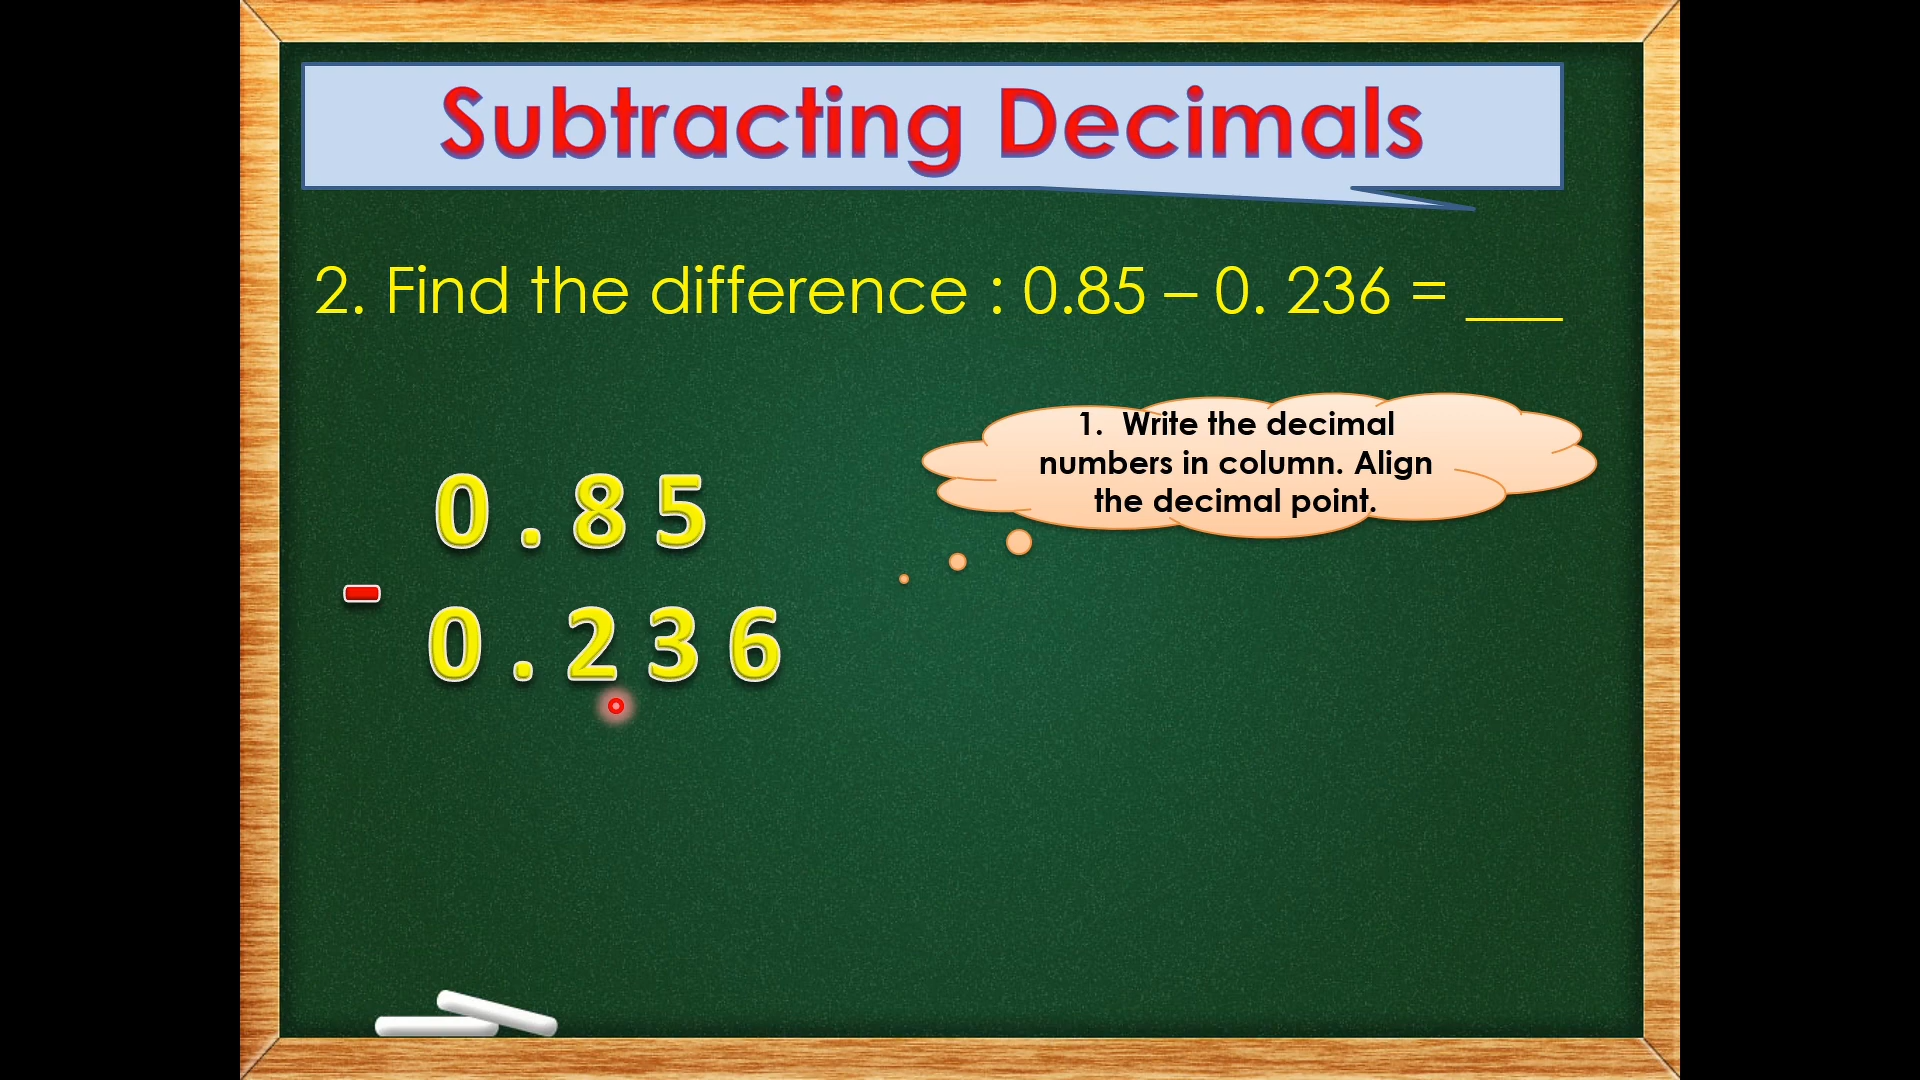 Subtracting Decimals
2. Find the difference : 0.85 – 0. 236 = ___
1. Write the decimal
numbers in column. Align
the decimal point.
0 . 8 5
-
0 . 2 3 6